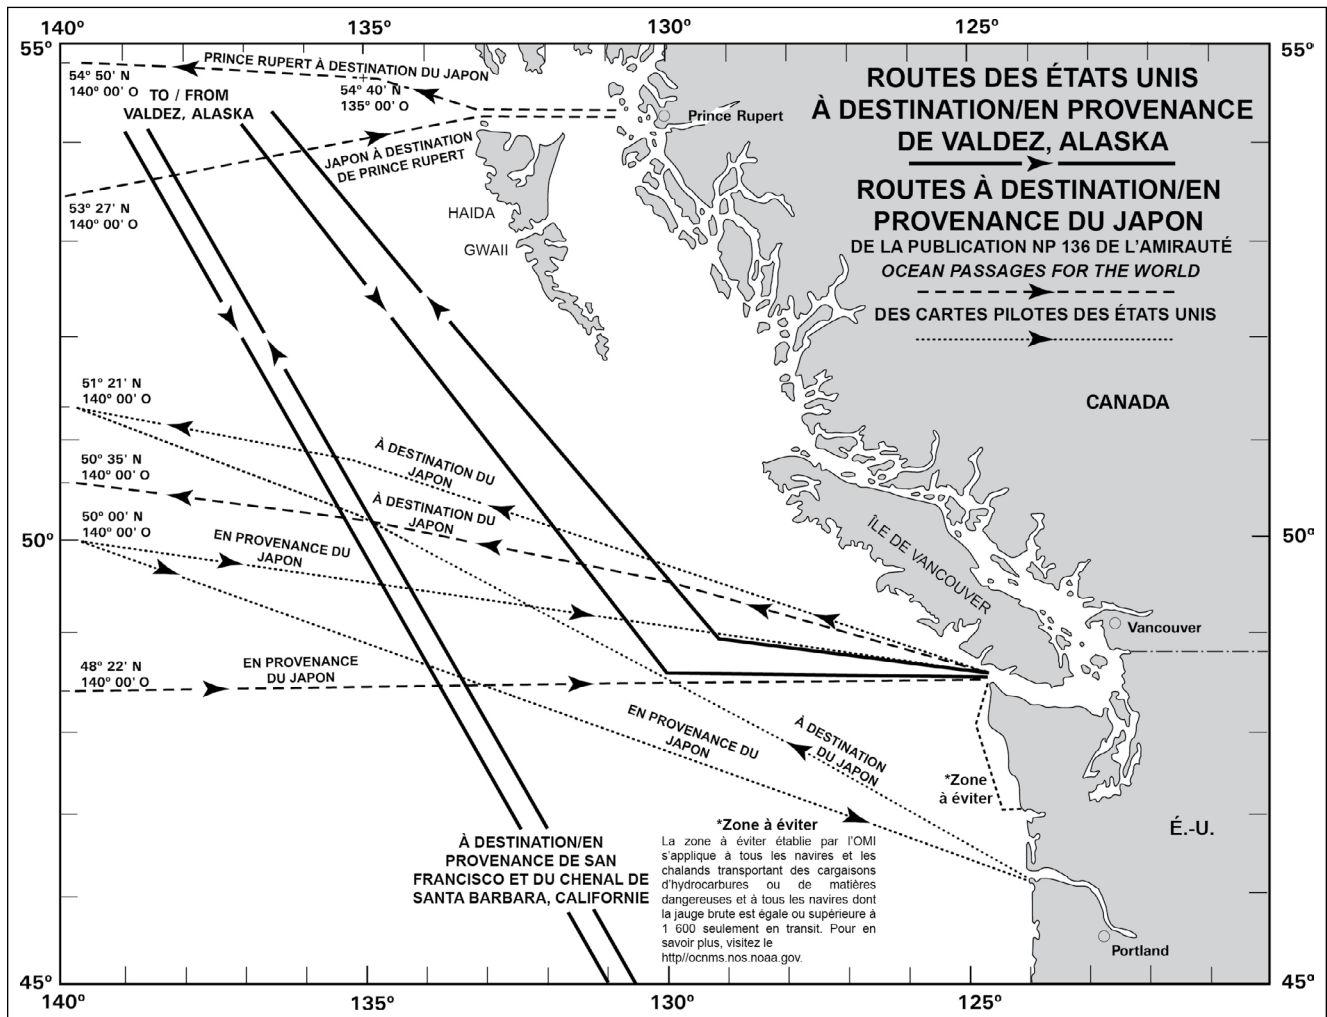 140º 135º 130º 125º
55º
55º
ROUTES DES ÉTATS UNIS
À DESTINATION/EN PROVENANCE
DE VALDEZ, ALASKA
ROUTES À DESTINATION/EN
PROVENANCE DU JAPON
DE LA PUBLICATION NP 136 DE L'AMIRAUTÉ
OCEAN PASSAGES FOR THE WORLD
DES CARTES PILOTES DES ÉTATS UNIS
PRINCE RUPERT À DESTINATION DU JAPON
54º 50' N
140º 00' O
54º 40' N
135º 00' O
TO / FROM
VALDEZ, ALASKA
Prince Rupert
JAPON À DESTINATION
DE PRINCE RUPERT
53º 27' N
140º 00' O
HAIDA
GWAII
CANADA
51º 21' N
140º 00' O
À DESTINATION DU
JAPON
50º 35' N
140º 00' O
À DESTINATION DU
JAPON
50º 00' N
140º 00' O
50º
50º
EN PROVENANCE DU
JAPON
ÎLE DE VANCOUVER
Vancouver
48º 22' N
140º 00' O
EN PROVENANCE
DU JAPON
EN PROVENANCE DU
JAPON
À DESTINATION
DU JAPON
*Zone
à éviter
É.-U.
À DESTINATION/EN
PROVENANCE DE SAN
FRANCISCO ET DU CHENAL DE
SANTA BARBARA, CALIFORNIE
*Zone à éviter
La zone à éviter établie par l'OMI
s'applique à tous les navires et les
chalands transportant des cargaisons
d'hydrocarbures ou de matières
dangereuses et à tous les navires dont
la jauge brute est égale ou supérieure à
1 600 seulement en transit. Pour en
savoir plus, visitez le
http//ocnms.nos.noaa.gov.
Portland
45º
45º
140º 135º 130º 125º